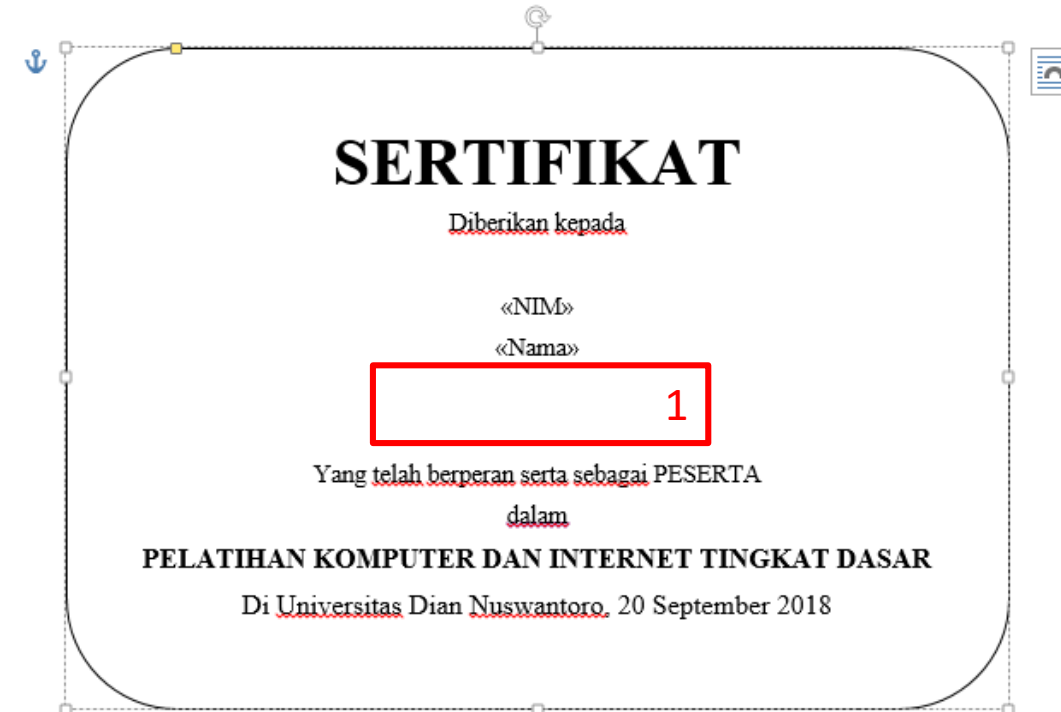 SERTIFIKAT
Diberikan kepada
«NIM»
«Nama»
1
Yang telah berperan serta sebagai PESERTA
dalam
PELATIHAN KOMPUTER DAN INTERNET TINGKAT DASAR
Di Universitas Dian Nuswantoro, 20 September 2018